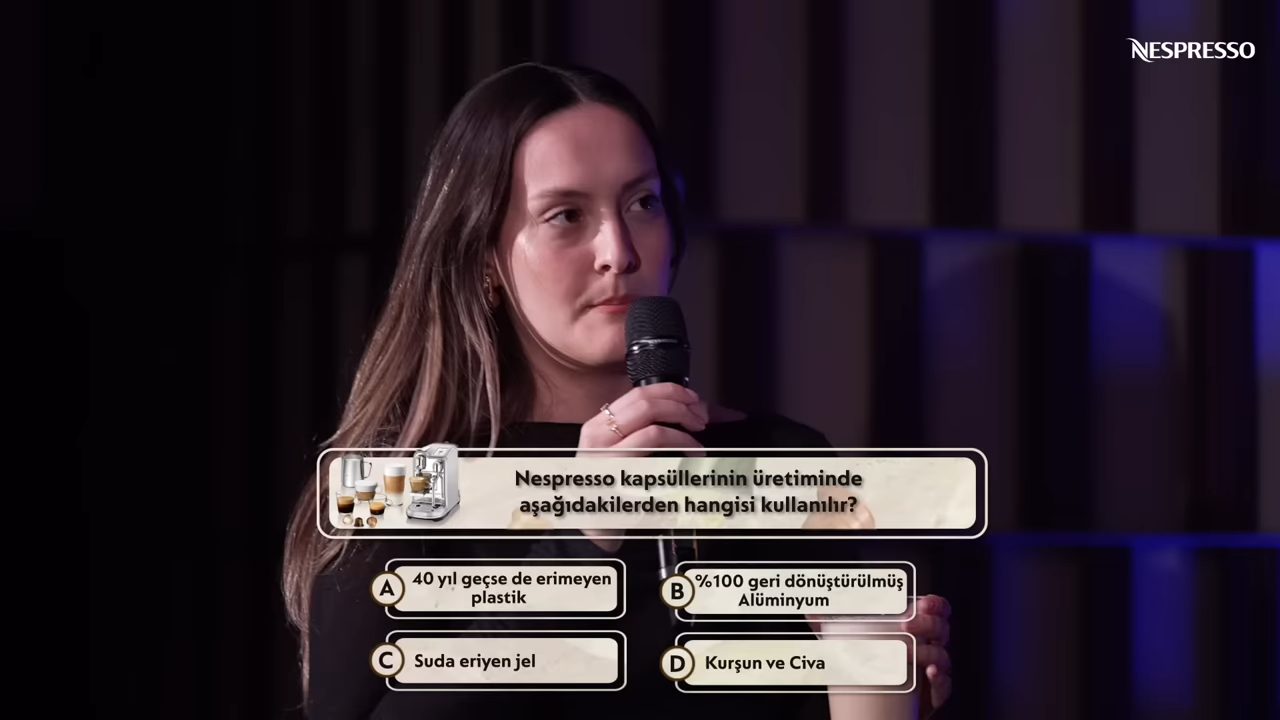 NESPRESSO
Nespresso kapsüllerinin üretiminde
aşağıdakilerden hangisi kullanılır?
A 40 yıl geçse de erimeyen
plastik
B %100 geri dönüştürülmüş
Alüminyum
C Suda eriyen jel
D Kurşun ve Civa